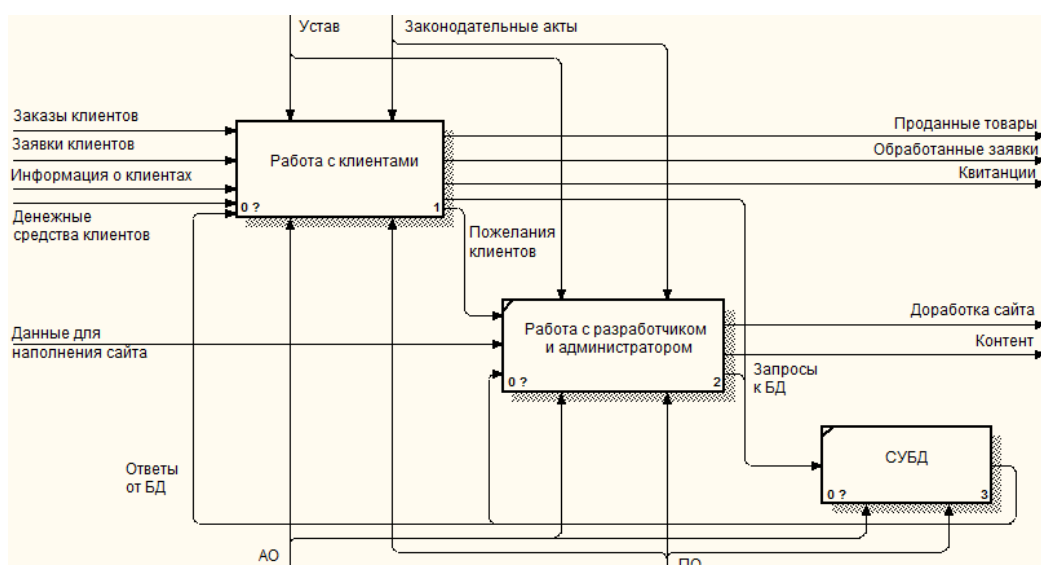 Устав
Законодательные акты
Заказы клиентов
Заявки клиентов
Информация о клиентах
Денежные
средства клиентов
Работа с клиентами
0 ?
1
Проданные товары
Обработанные заявки
Квитанции
Пожелания
клиентов
Данные для
наполнения сайта
Работа с разработчиком
и администратором
0 ?
2
Доработка сайта
Контент
Запросы
к БД
СУБД
0 ?
3
Ответы
от БД
АО
ПО